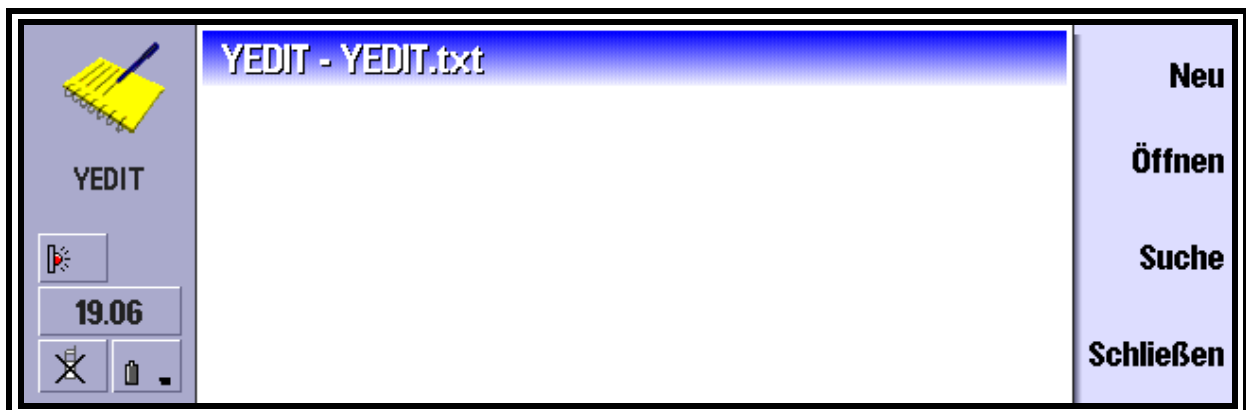 YEDIT - YEDIT.txt
YEDIT
19.06
Neu
Öffnen
Suche
Schließen